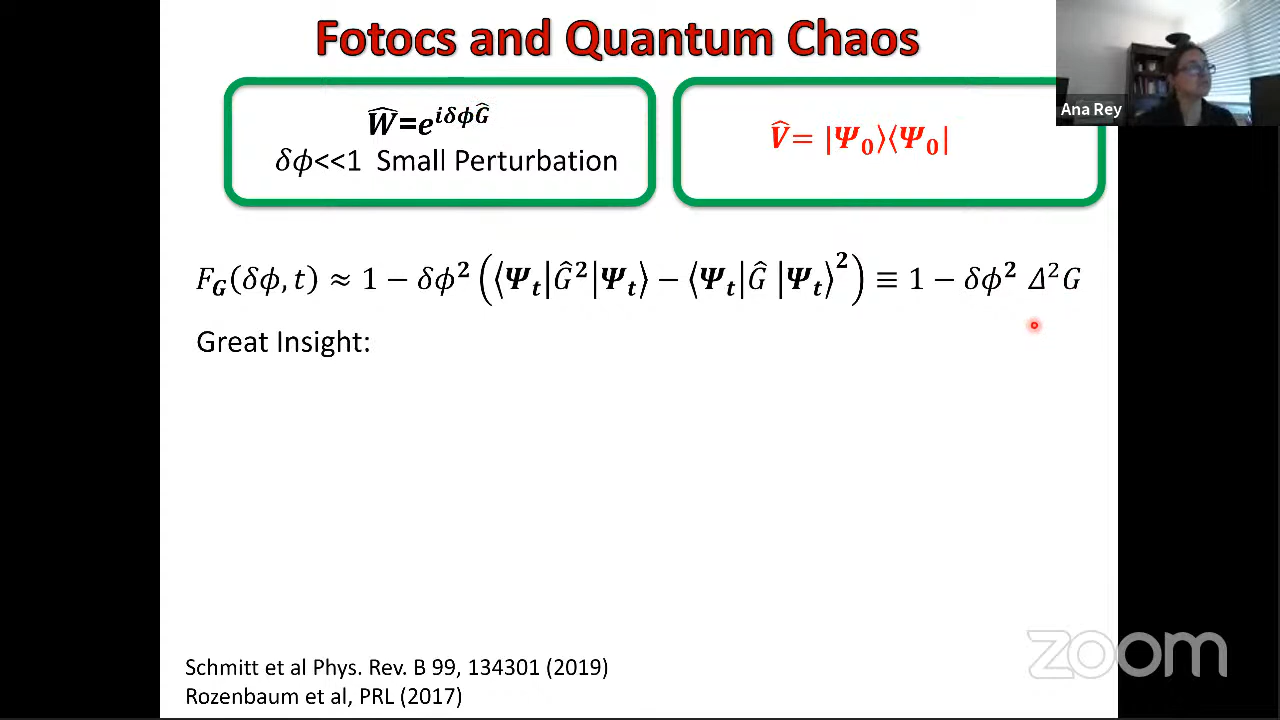 Fotocs and Quantum Chaos
Ana Rey
Ŵ=e^{iδϕĜ}
δϕ<<1 Small Perturbation
V̂= |Ψ₀⟩⟨Ψ₀|
F_G(δϕ, t) ≈ 1 − δϕ² (⟨Ψ_t|Ĝ²|Ψ_t⟩ − ⟨Ψ_t|Ĝ |Ψ_t⟩²) ≡ 1 − δϕ² Δ²G
Great Insight:
Schmitt et al Phys. Rev. B 99, 134301 (2019)
Rozenbaum et al, PRL (2017)
zoom